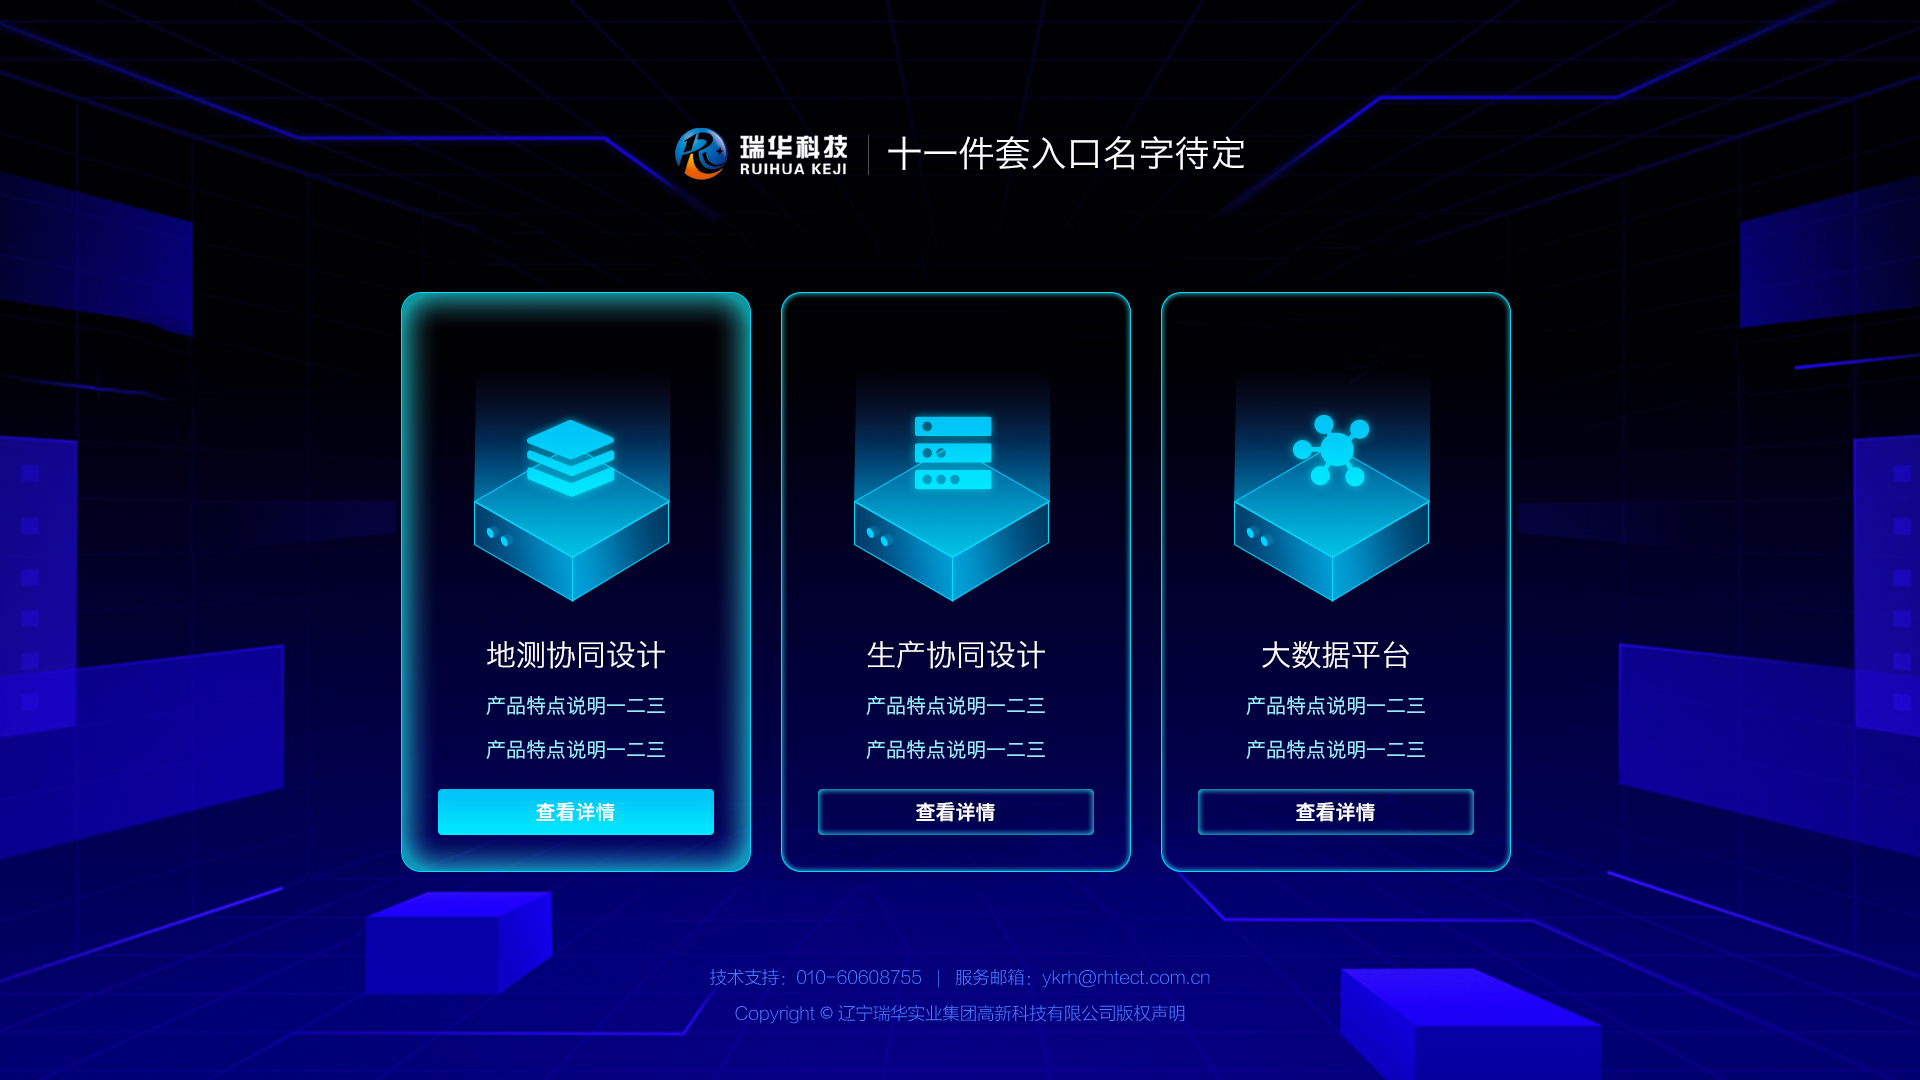 瑞华科技
RUIHUA KEJI
十一件套入口名字待定
地测协同设计
产品特点说明一二三
产品特点说明一二三
查看详情
生产协同设计
产品特点说明一二三
产品特点说明一二三
查看详情
大数据平台
产品特点说明一二三
产品特点说明一二三
查看详情
技术支持：010-60608755 | 服务邮箱：ykrh@rhtect.com.cn
Copyright © 辽宁瑞华实业集团高新科技有限公司版权声明